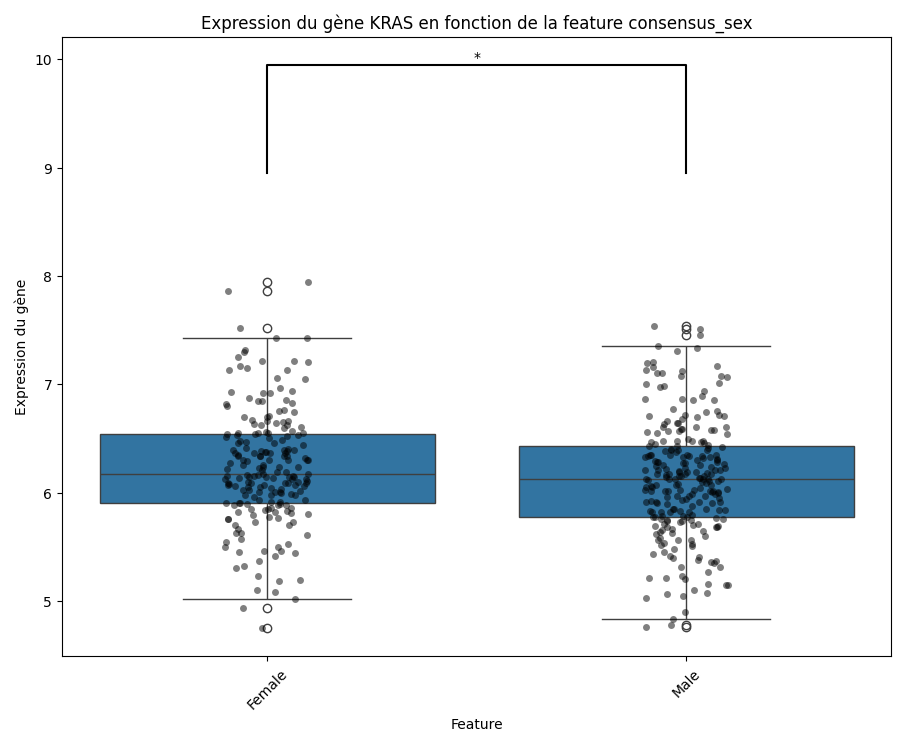 Expression du gène KRAS en fonction de la feature consensus_sex
*
10
9
8
7
6
5
Expression du gène
Female
Male
Feature